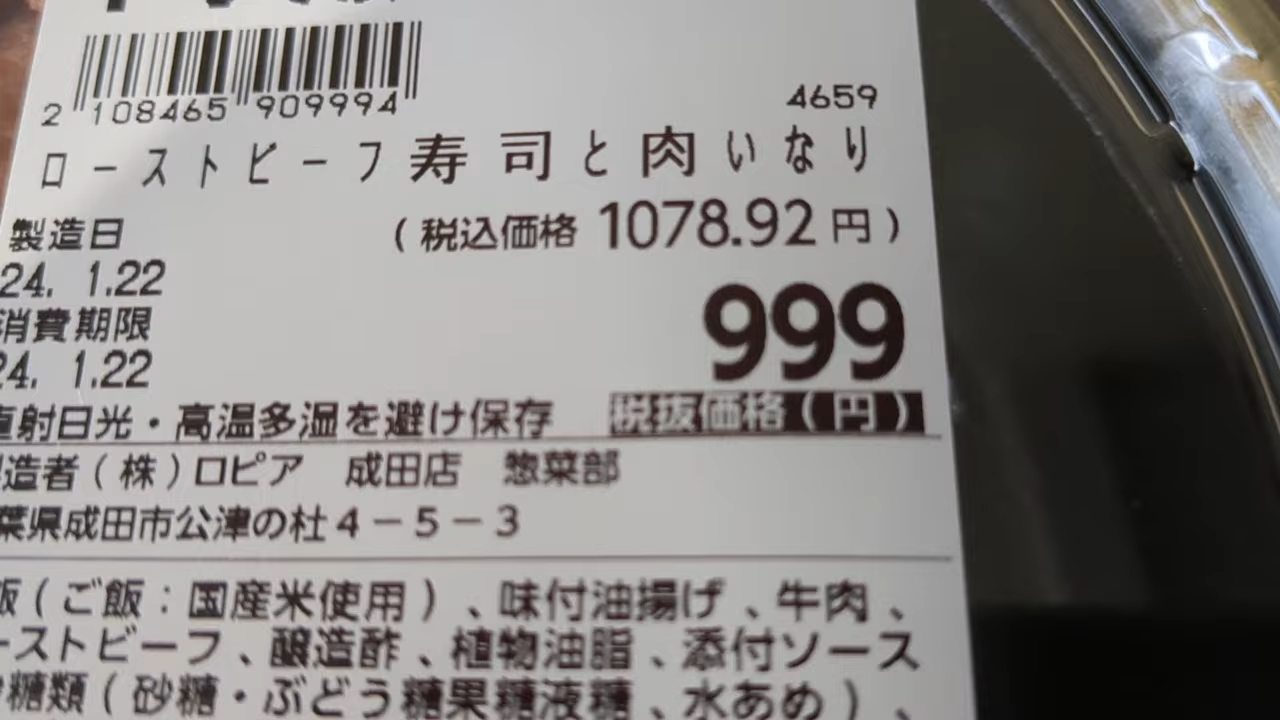 2 108465 909994
4659
ローストビーフ寿司と肉いなり
製造日
(税込価格 1078.92円)
24. 1.22
999
消費期限
24. 1.22
直射日光・高温多湿を避け保存
税抜価格(円)
造者(株)ロピア 成田店 惣菜部
葉県成田市公津の杜4-5-3
飯(ご飯:国産米使用)、味付油揚げ、牛肉、
ーストビーフ、醸造酢、植物油脂、添付ソース
糖類(砂糖・ぶどう糖果糖液糖、水あめ)、